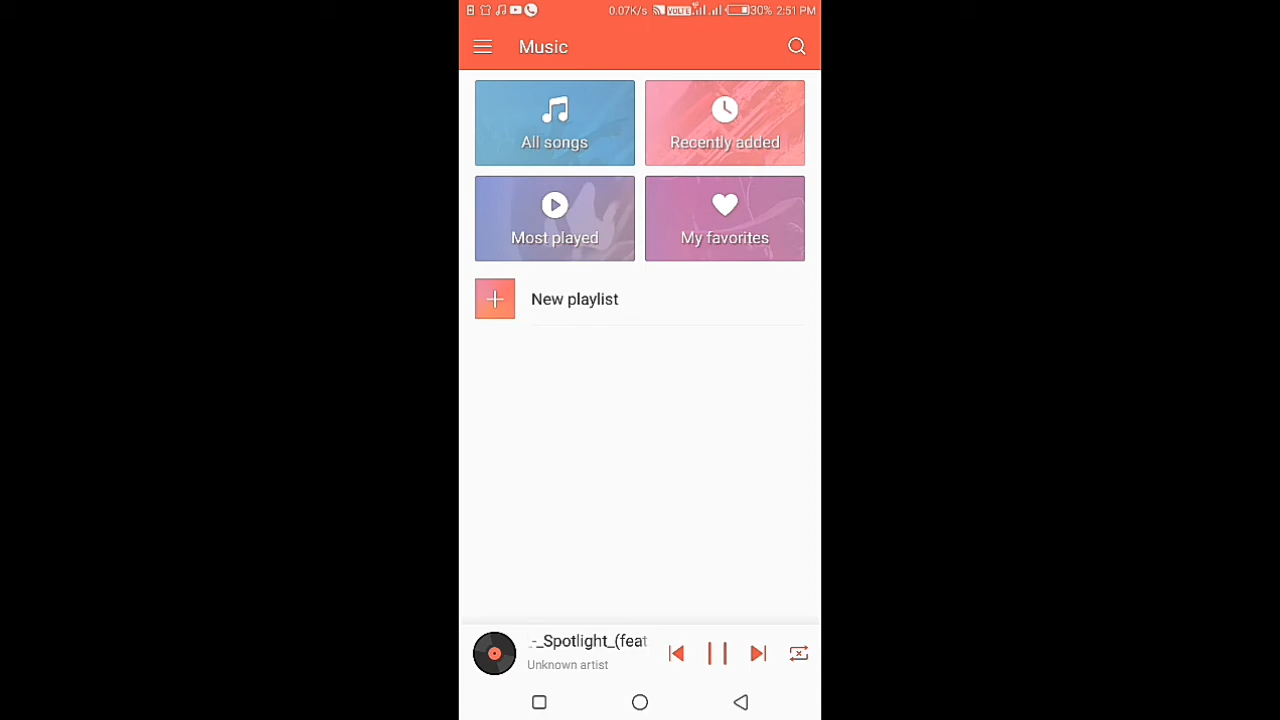 0.07K/s VOLTE 30% 2:51 PM
Music
All songs
Recently added
Most played
My favorites
New playlist
-_Spotlight_(feat
Unknown artist